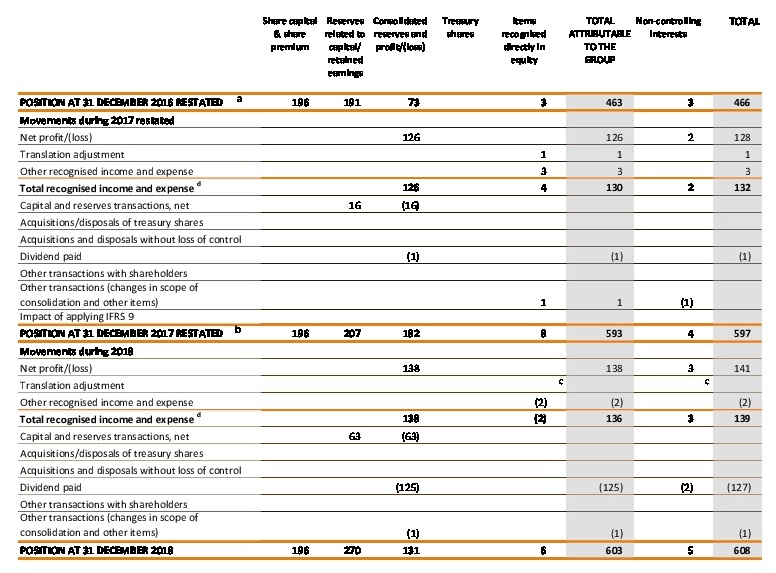 Share capital & share premium Reserves related to capital/ retained earnings Consolidated reserves and profit/(loss) Treasury shares Items recognised directly in equity TOTAL ATTRIBUTABLE TO THE GROUP Non-controlling interests TOTAL
POSITION AT 31 DECEMBER 2016 RESTATED a 196 191 73 3 463 3 466
Movements during 2017 restated
Net profit/(loss) 126 126 2 128
Translation adjustment 1 1 1
Other recognised income and expense 3 3 3
Total recognised income and expense d 126 4 130 2 132
Capital and reserves transactions, net 16 (16)
Acquisitions/disposals of treasury shares
Acquisitions and disposals without loss of control
Dividend paid (1) (1) (1)
Other transactions with shareholders
Other transactions (changes in scope of
consolidation and other items) 1 1 (1)
Impact of applying IFRS 9
POSITION AT 31 DECEMBER 2017 RESTATED b 196 207 182 8 593 4 597
Movements during 2018
Net profit/(loss) 138 138 3 141
Translation adjustment c c
Other recognised income and expense (2) (2) (2)
Total recognised income and expense d 138 (2) 136 3 139
Capital and reserves transactions, net 63 (63)
Acquisitions/disposals of treasury shares
Acquisitions and disposals without loss of control
Dividend paid (125) (125) (2) (127)
Other transactions with shareholders
Other transactions (changes in scope of
consolidation and other items) (1) (1) (1)
POSITION AT 31 DECEMBER 2018 196 270 131 6 603 5 608